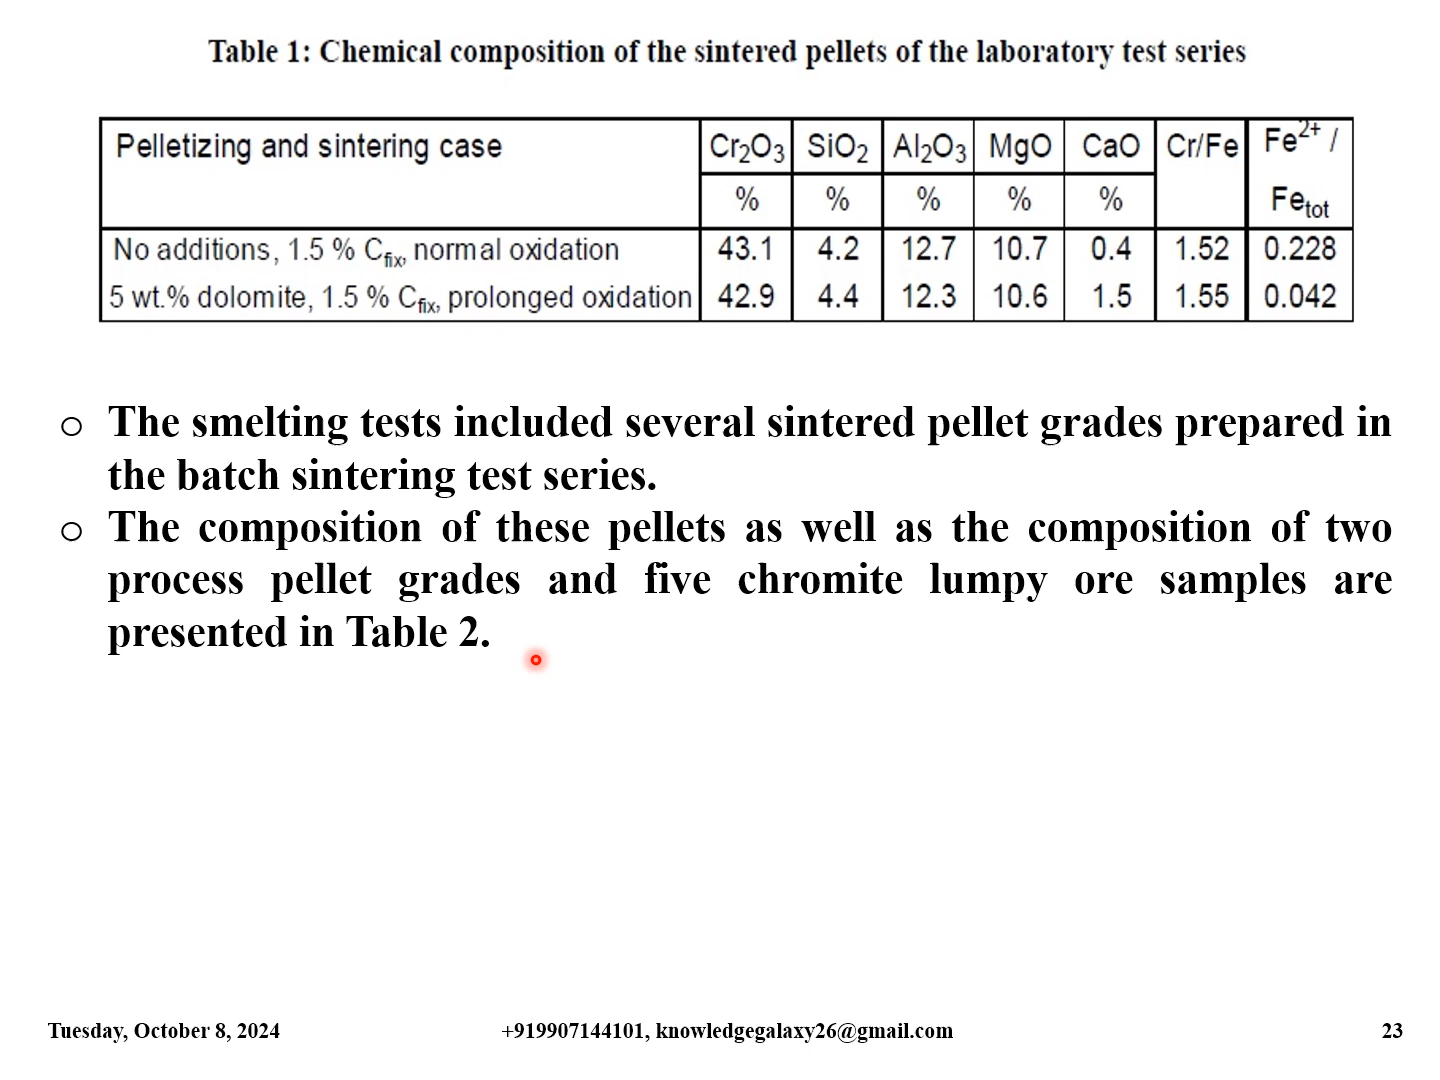 Table 1: Chemical composition of the sintered pellets of the laboratory test series
Pelletizing and sintering case Cr₂O₃ SiO₂ Al₂O₃ MgO CaO Cr/Fe Fe²⁺ /
% % % % % Feₜₒₜ
No additions, 1.5 % C_fix, normal oxidation 43.1 4.2 12.7 10.7 0.4 1.52 0.228
5 wt.% dolomite, 1.5 % C_fix, prolonged oxidation 42.9 4.4 12.3 10.6 1.5 1.55 0.042
○ The smelting tests included several sintered pellet grades prepared in
the batch sintering test series.
○ The composition of these pellets as well as the composition of two
process pellet grades and five chromite lumpy ore samples are
presented in Table 2.
Tuesday, October 8, 2024 +919907144101, knowledgegalaxy26@gmail.com 23